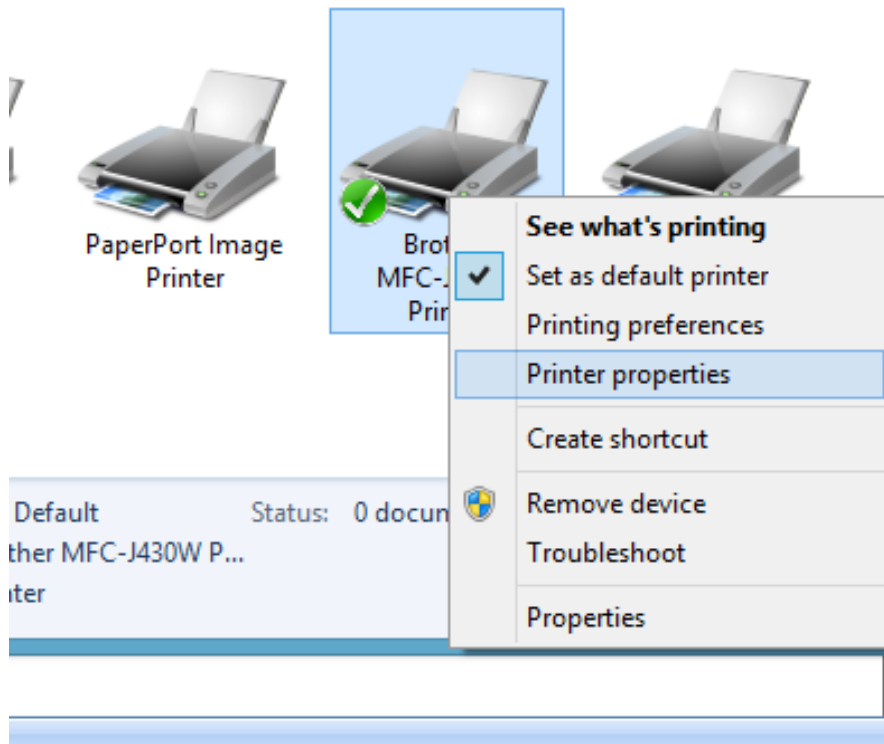 PaperPort Image
Printer
Brot
MFC-J
Prin
See what's printing
Set as default printer
Printing preferences
Printer properties
Create shortcut
Remove device
Troubleshoot
Properties
Default
Status: 0 docun
ther MFC-J430W P...
nter